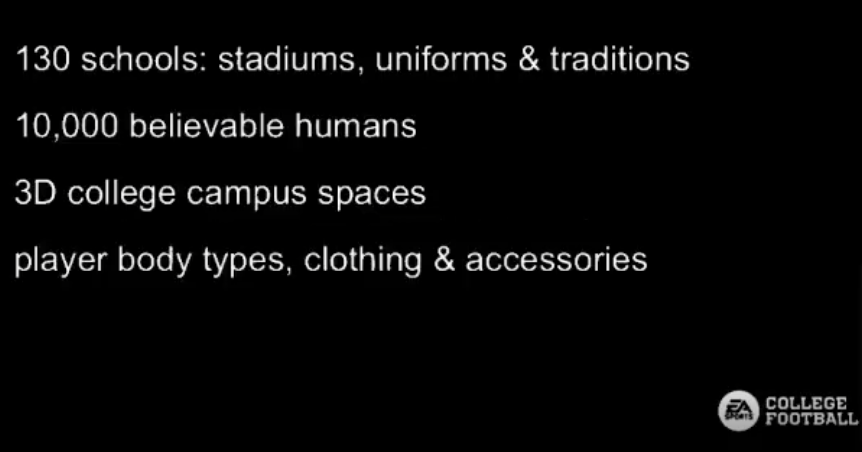 130 schools: stadiums, uniforms & traditions
10,000 believable humans
3D college campus spaces
player body types, clothing & accessories
EA
SPORTS
COLLEGE
FOOTBALL